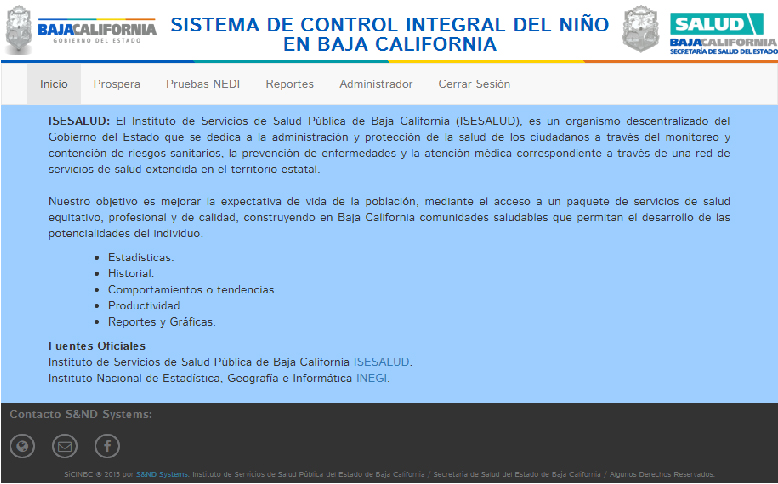 BAJACALIFORNIA
GOBIERNO DEL ESTADO
SISTEMA DE CONTROL INTEGRAL DEL NIÑO
EN BAJA CALIFORNIA
SALUD
BAJACALIFORNIA
SECRETARÍA DE SALUD DEL ESTADO
Inicio Prospera Pruebas NEDI Reportes Administrador Cerrar Sesión
ISESALUD: El Instituto de Servicios de Salud Pública de Baja California (ISESALUD), es un organismo descentralizado del
Gobierno del Estado que se dedica a la administración y protección de la salud de los ciudadanos a través del monitoreo y
contención de riesgos sanitarios, la prevención de enfermedades y la atención médica correspondiente a través de una red de
servicios de salud extendida en el territorio estatal.
Nuestro objetivo es mejorar la expectativa de vida de la población, mediante el acceso a un paquete de servicios de salud
equitativo, profesional y de calidad, construyendo en Baja California comunidades saludables que permitan el desarrollo de las
potencialidades del individuo.
• Estadísticas.
• Historial.
• Comportamientos o tendencias.
• Productividad.
• Reportes y Gráficas.
Fuentes Oficiales
Instituto de Servicios de Salud Pública de Baja California ISESALUD.
Instituto Nacional de Estadística, Geografía e Informática INEGI.
Contacto S&ND Systems:
SICINBC © 2015 por S&ND Systems. Instituto de Servicios de Salud Pública del Estado de Baja California / Secretaría de Salud del Estado de Baja California / Algunos Derechos Reservados.